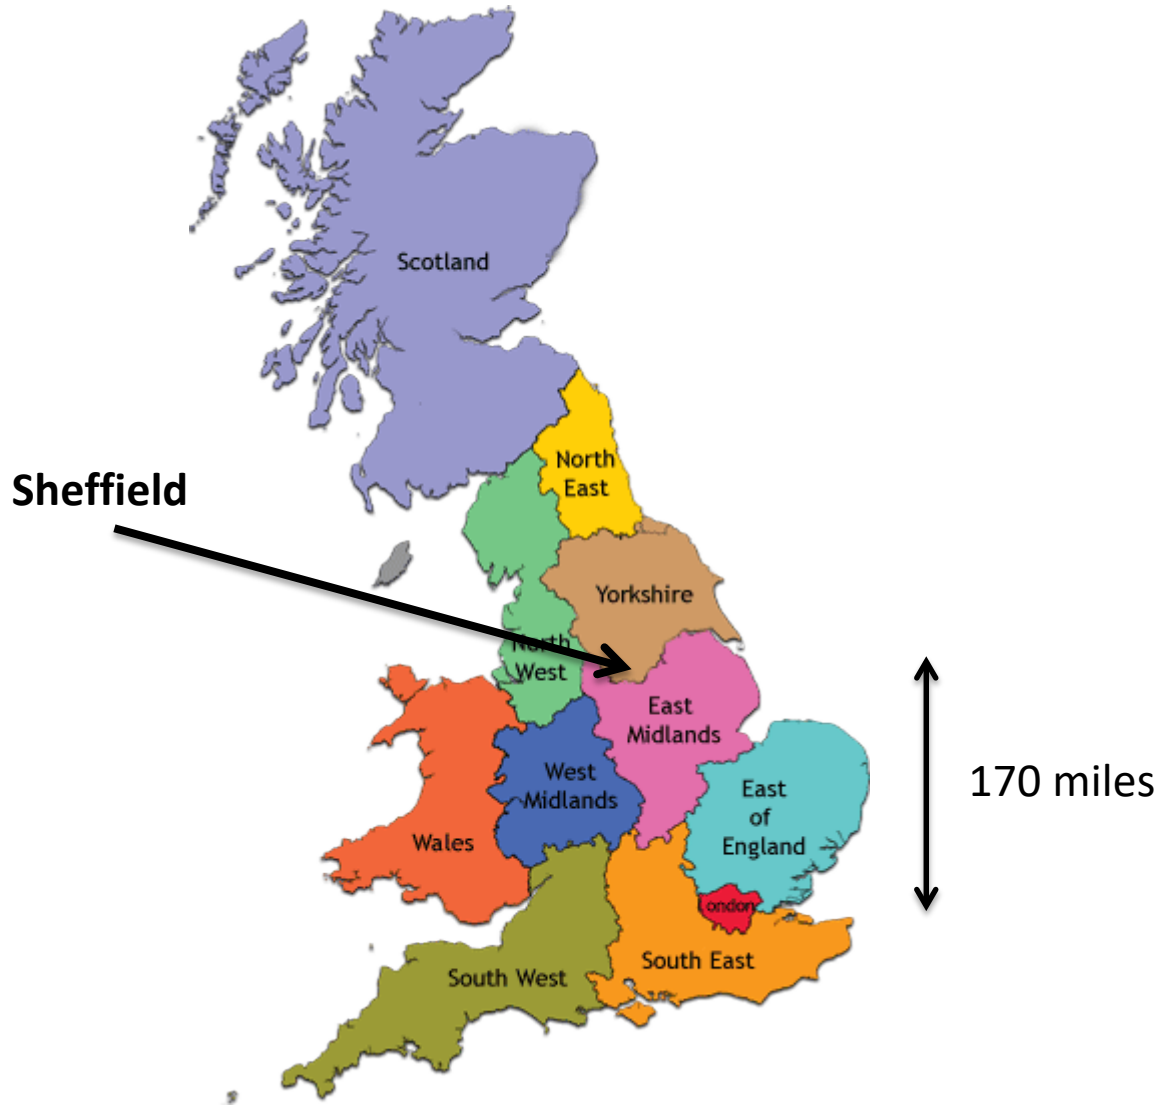 Scotland
North
East
Sheffield
Yorkshire
North
West
East
Midlands
170 miles
West
Midlands
East
of
England
Wales
London
South East
South West